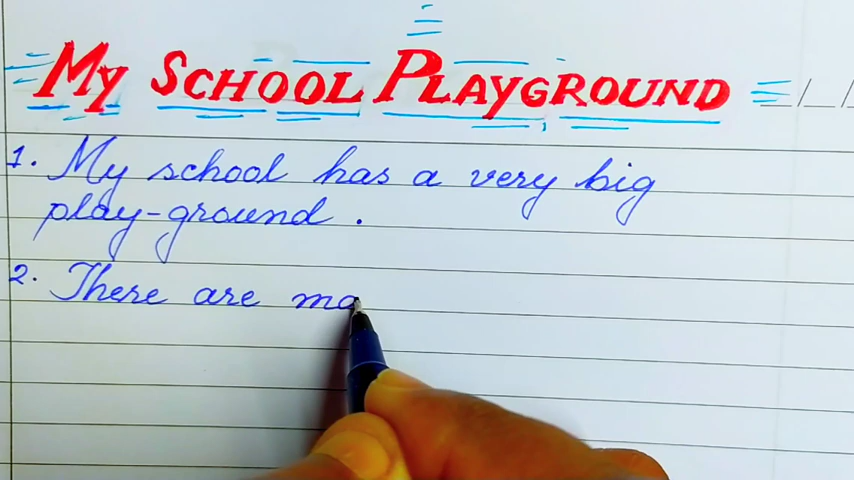 My School Playground
1. My school has a very big
play-ground.
2. There are ma